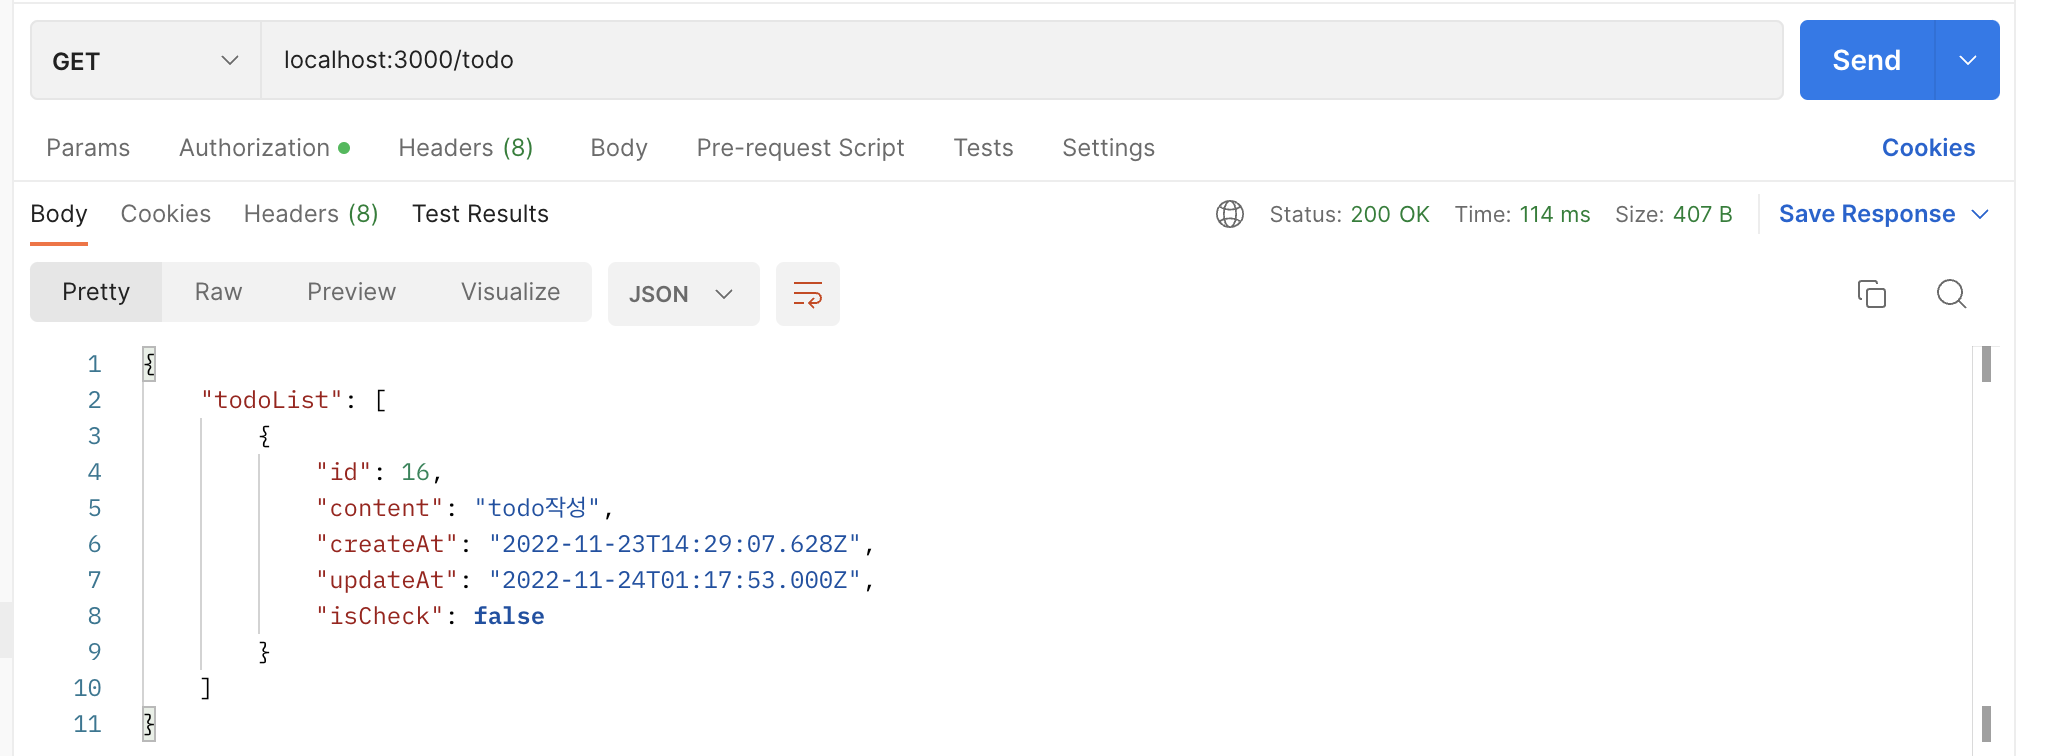 GET localhost:3000/todo Send
Params Authorization Headers (8) Body Pre-request Script Tests Settings Cookies
Body Cookies Headers (8) Test Results Status: 200 OK Time: 114 ms Size: 407 B Save Response
Pretty Raw Preview Visualize JSON
1 {
2 "todoList": [
3 {
4 "id": 16,
5 "content": "todo작성",
6 "createAt": "2022-11-23T14:29:07.628Z",
7 "updateAt": "2022-11-24T01:17:53.000Z",
8 "isCheck": false
9 }
10 ]
11 }